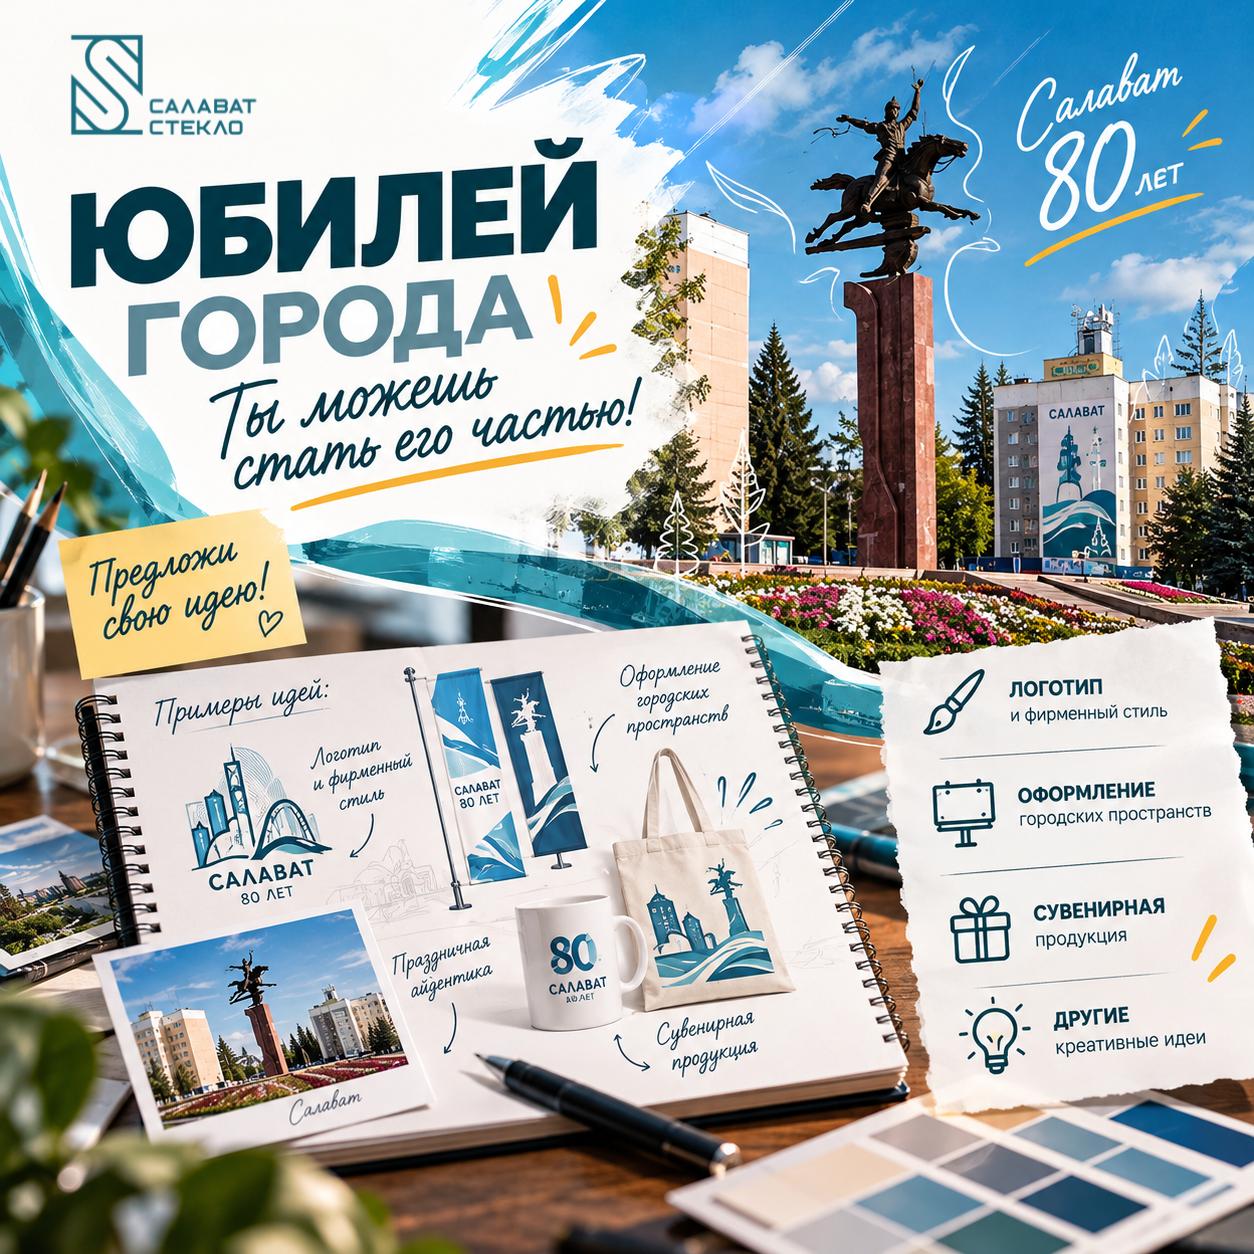 САЛАВАТ
СТЕКЛО
ЮБИЛЕЙ
ГОРОДА
Ты можешь
стать его частью!
Салават
80 ЛЕТ
САЛАВАТ
Предложи
свою идею!
Примеры идей:
Логотип
и фирменный
стиль
САЛАВАТ
80 ЛЕТ
САЛАВАТ
80 ЛЕТ
Оформление
городских
пространств
Праздничная
айдентика
80
САЛАВАТ
Сувенирная
продукция
Салават
ЛОГОТИП
и фирменный стиль
ОФОРМЛЕНИЕ
городских пространств
СУВЕНИРНАЯ
продукция
ДРУГИЕ
креативные идеи